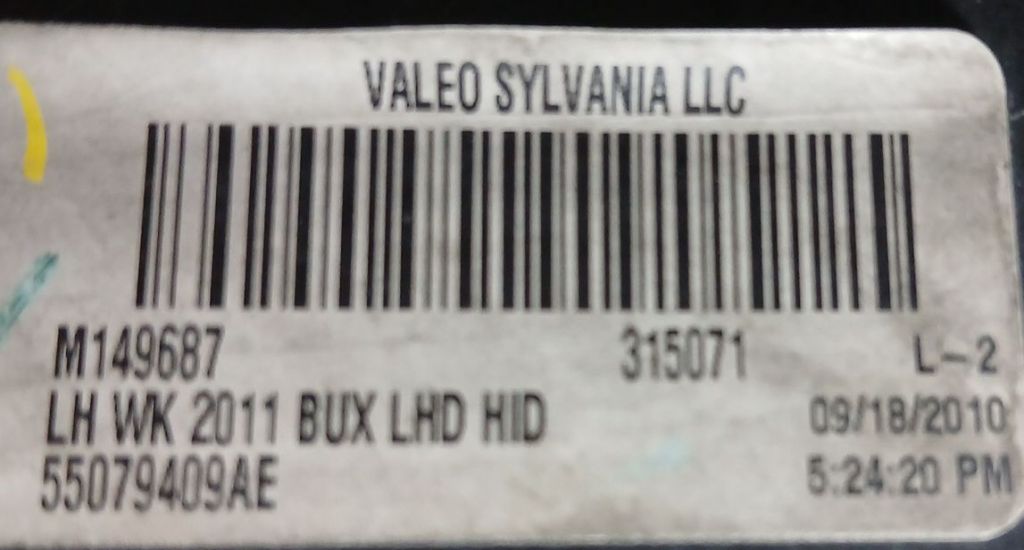 VALEO SYLVANIA LLC
M149687 315071 L-2
LH WK 2011 BUX LHD HID 09/18/2010
55079409AE 5:24:20 PM